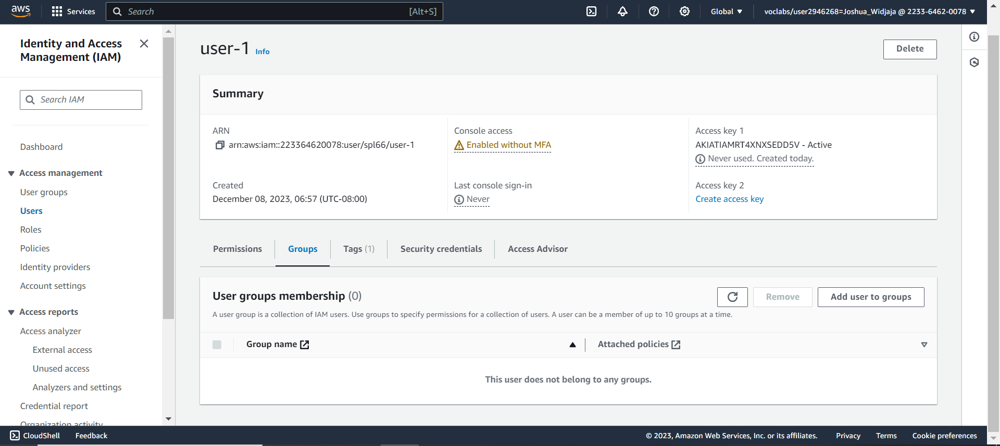 aws
Services
Search
[Alt+S]
Global
voclabs/user2946268=Joshua_Widjaja @ 2233-6462-0078
Identity and Access
Management (IAM)
Search IAM
Dashboard
Access management
User groups
Users
Roles
Policies
Identity providers
Account settings
Access reports
Access analyzer
External access
Unused access
Analyzers and settings
Credential report
Organization activity
user-1 Info
Delete
Summary
ARN
arn:aws:iam::223364620078:user/spl66/user-1
Console access
Enabled without MFA
Access key 1
AKIATIAMRT4XNXSEDD5V - Active
Never used. Created today.
Created
December 08, 2023, 06:57 (UTC-08:00)
Last console sign-in
Never
Access key 2
Create access key
Permissions
Groups
Tags (1)
Security credentials
Access Advisor
User groups membership (0)
Remove
Add user to groups
A user group is a collection of IAM users. Use groups to specify permissions for a collection of users. A user can be a member of up to 10 groups at a time.
Group name
Attached policies
This user does not belong to any groups.
CloudShell
Feedback
© 2023, Amazon Web Services, Inc. or its affiliates.
Privacy
Terms
Cookie preferences